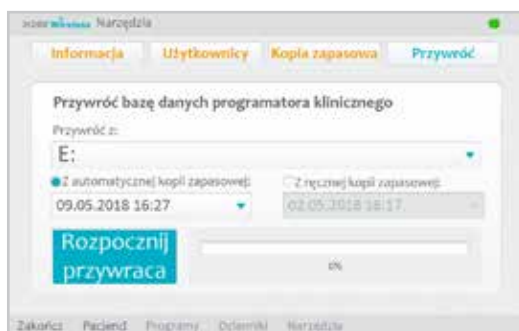 Narzędzia
Informacja Użytkownicy Kopia zapasowa Przywróć
Przywróć bazę danych programatora klinicznego
Przywróć z:
E:
Z automatycznej kopii zapasowej: Z ręcznej kopii zapasowej:
09.05.2018 16:27 02.05.2018 16:17
Rozpocznij
przywraca
0%
Zakończ Pacjenci Programy Dzienniki Narzędzia